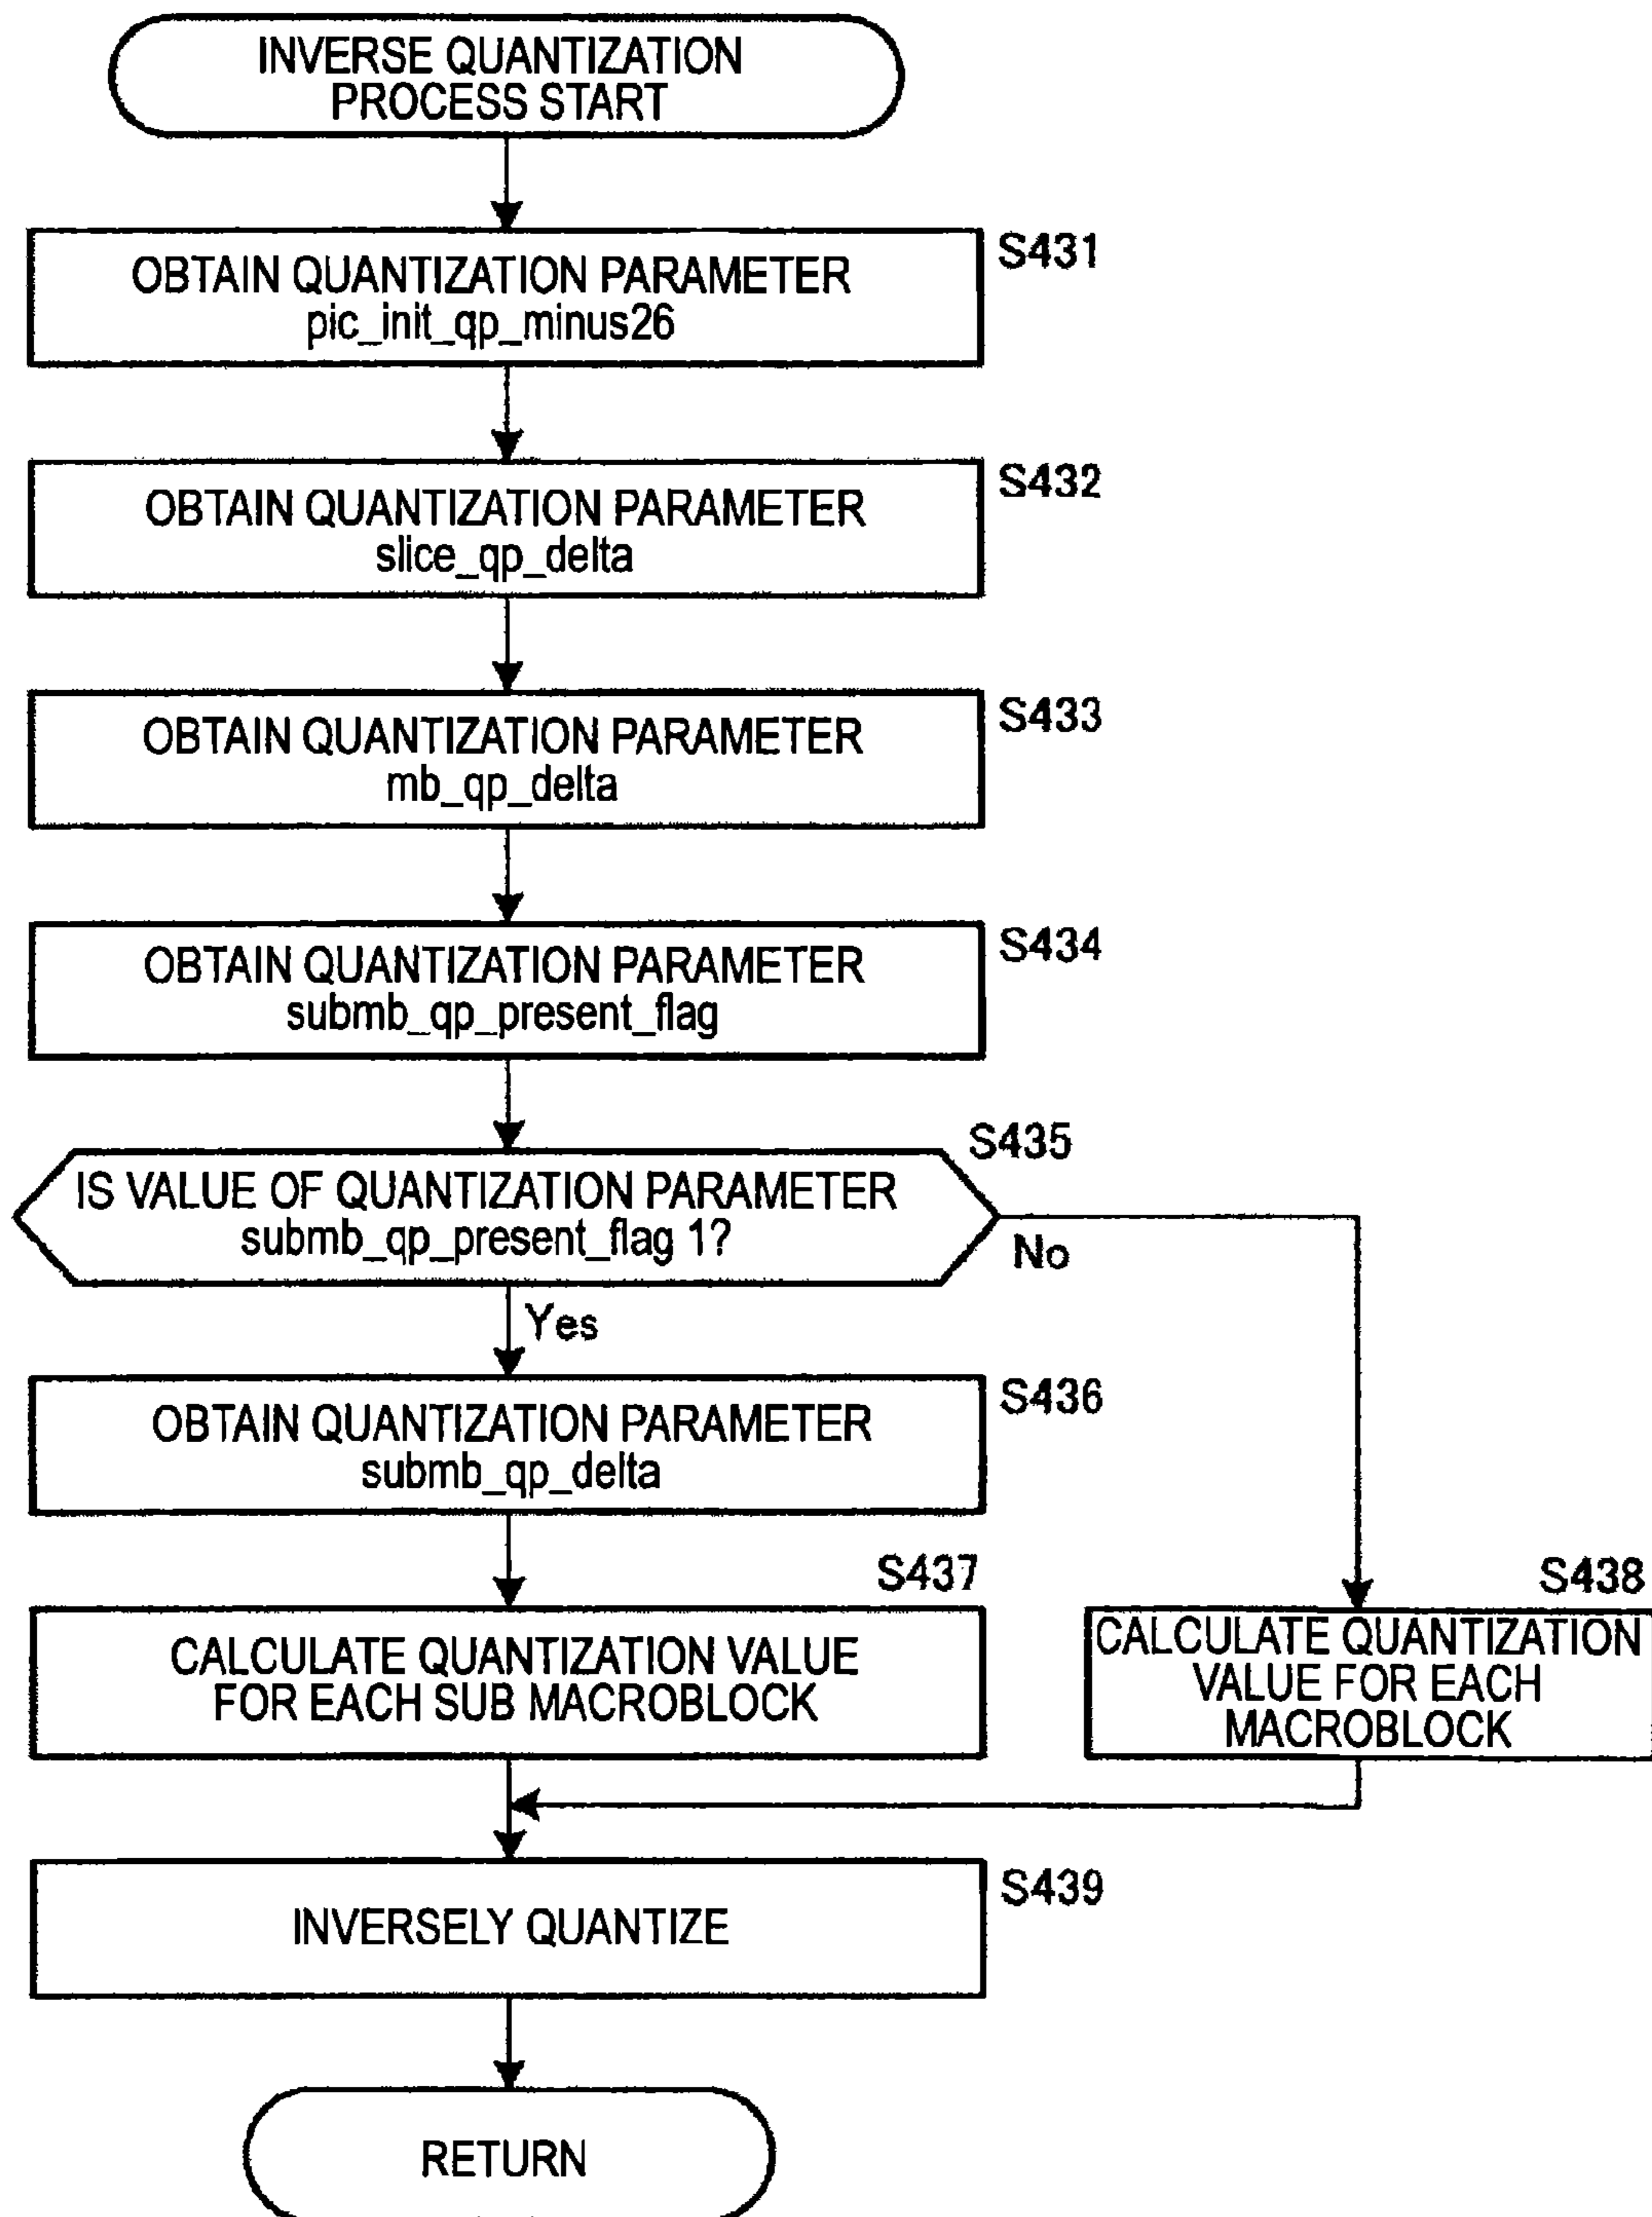 INVERSE QUANTIZATION
PROCESS START
S431
OBTAIN QUANTIZATION PARAMETER
pic_init_qp_minus26
S432
OBTAIN QUANTIZATION PARAMETER
slice_qp_delta
S433
OBTAIN QUANTIZATION PARAMETER
mb_qp_delta
S434
OBTAIN QUANTIZATION PARAMETER
submb_qp_present_flag
S435
IS VALUE OF QUANTIZATION PARAMETER
submb_qp_present_flag 1?
No
Yes
S436
OBTAIN QUANTIZATION PARAMETER
submb_qp_delta
S437
CALCULATE QUANTIZATION VALUE
FOR EACH SUB MACROBLOCK
S438
CALCULATE QUANTIZATION
VALUE FOR EACH
MACROBLOCK
S439
INVERSELY QUANTIZE
RETURN